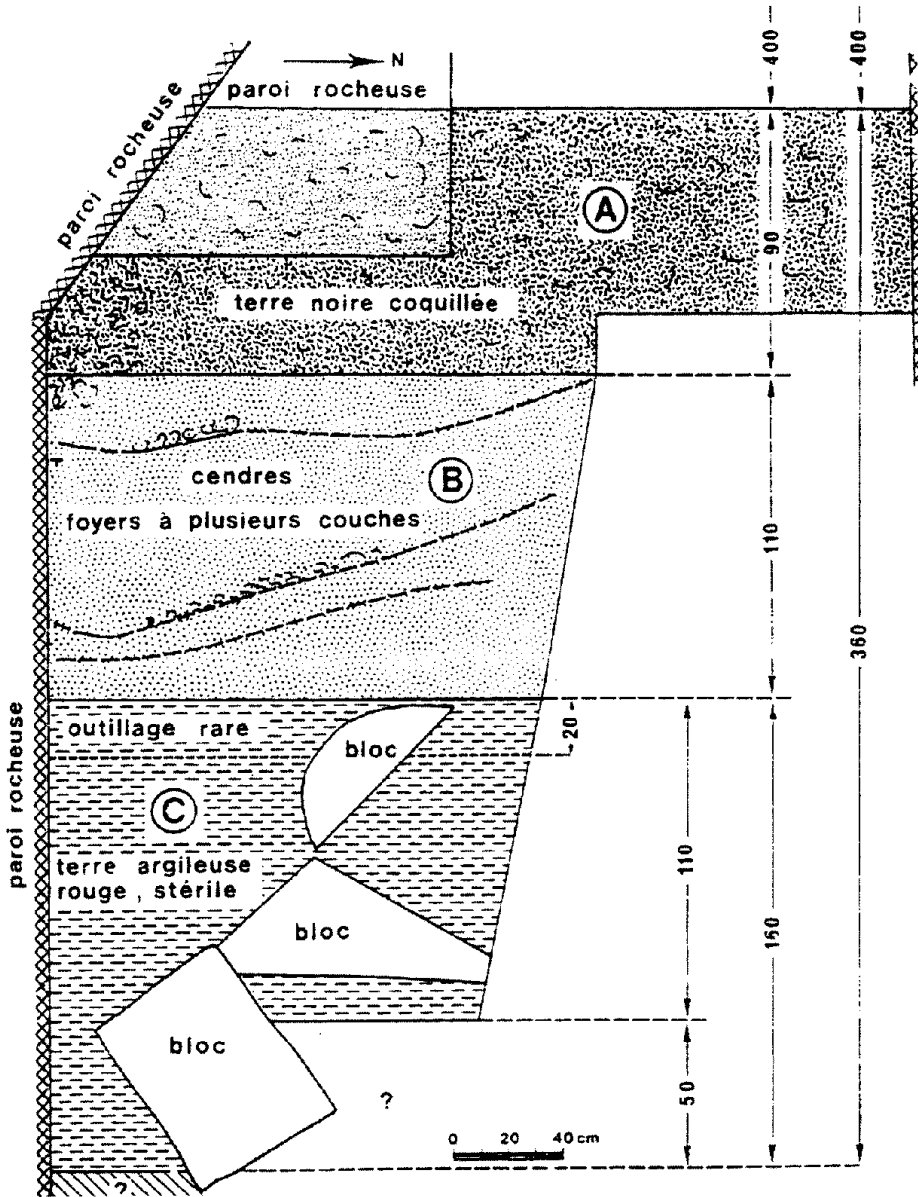 N
paroi rocheuse
paroi rocheuse
400
400
A
90
terre noire coquillée
cendres
B
foyers à plusieurs couches
110
360
paroi rocheuse
outillage rare
20
bloc
C
terre argileuse
rouge, stérile
110
160
bloc
bloc
?
50
0 20 40 cm
?